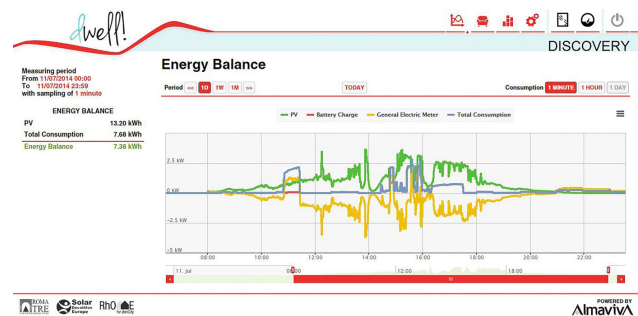 dwell!
DISCOVERY
Energy Balance
Measuring period
From 11/07/2014 00:00
To 11/07/2014 23:59
with sampling of 1 minute
Period << 1D 1W 1M >> TODAY Consumption 1 MINUTE 1 HOUR 1 DAY
ENERGY BALANCE
PV 13.20 kWh
Total Consumption 7.68 kWh
Energy Balance 7.38 kWh
PV Battery Charge General Electric Meter Total Consumption
2.5 kW
0 kW
-2.5 kW
-5 kW
08:00 10:00 12:00 14:00 16:00 18:00 20:00 22:00
11. Jul 06:00 12:00 18:00
ROMA TRE
Solar Decathlon Europe
RhOME for denCity
POWERED BY
AlmavivA